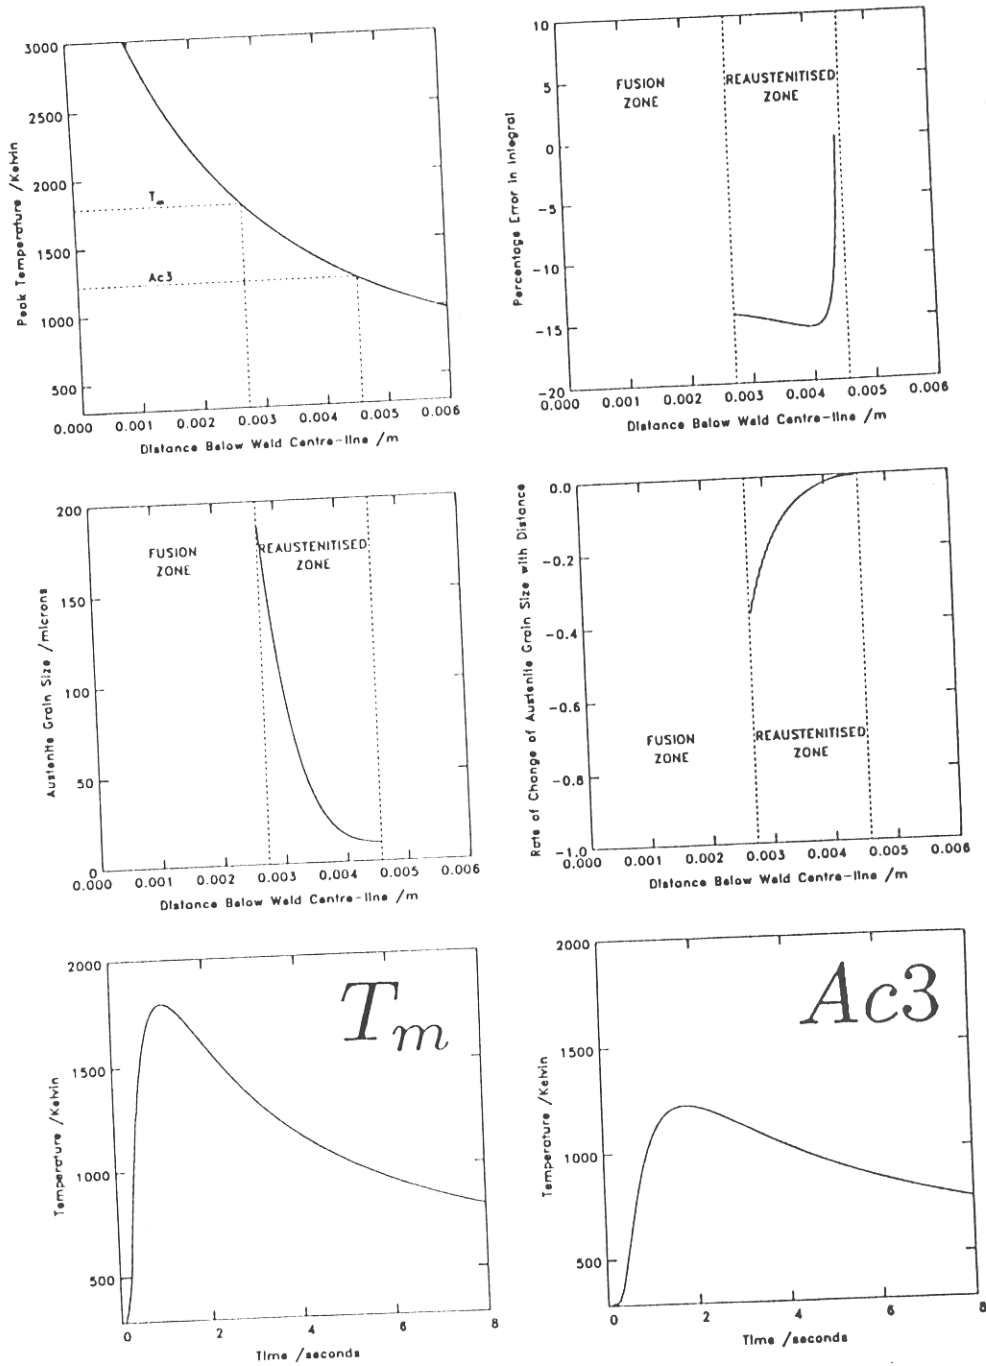 3000
2500
2000
1500
1000
500
Peak Temperature /Kelvin
Tm
Ac3
0.000 0.001 0.002 0.003 0.004 0.005 0.006
Distance Below Weld Centre-line /m
10
5
0
-5
-10
-15
-20
Percentage Error in Integral
FUSION
ZONE
REAUSTENITISED
ZONE
0.000 0.001 0.002 0.003 0.004 0.005 0.006
Distance Below Weld Centre-line /m
200
150
100
50
0
Austenite Grain Size /microns
FUSION
ZONE
REAUSTENITISED
ZONE
0.000 0.001 0.002 0.003 0.004 0.005 0.006
Distance Below Weld Centre-line /m
0.0
-0.2
-0.4
-0.6
-0.8
-1.0
Rate of Change of Austenite Grain Size with Distance
FUSION
ZONE
REAUSTENITISED
ZONE
0.000 0.001 0.002 0.003 0.004 0.005 0.006
Distance Below Weld Centre-line /m
2000
1500
1000
500
Temperature /Kelvin
Tm
0 2 4 6 8
Time /seconds
2000
1500
1000
500
Temperature /Kelvin
Ac3
0 2 4 6 8
Time /seconds